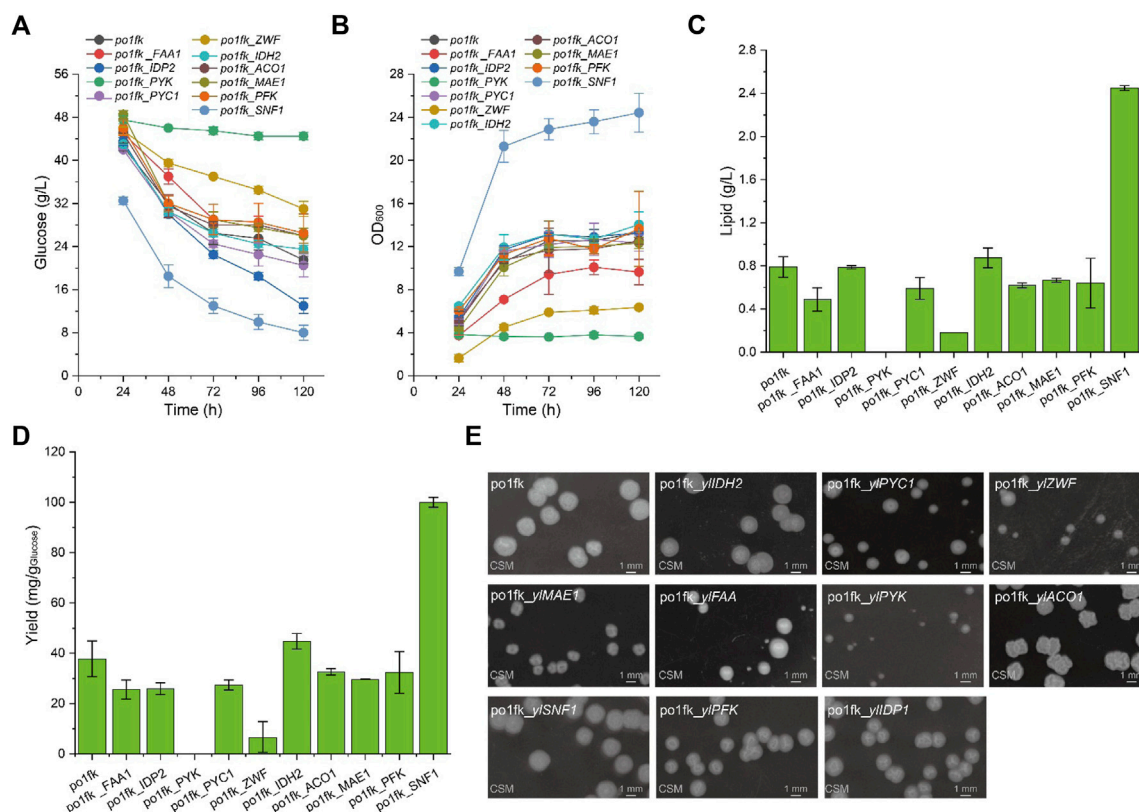 A
po1fk
po1fk_FAA1
po1fk_IDP2
po1fk_PYK
po1fk_PYC1
po1fk_ZWF
po1fk_IDH2
po1fk_ACO1
po1fk_MAE1
po1fk_PFK
po1fk_SNF1
Glucose (g/L)
56
48
40
32
24
16
8
0
0 24 48 72 96 120
Time (h)
B
po1fk
po1fk_FAA1
po1fk_IDP2
po1fk_PYK
po1fk_PYC1
po1fk_ZWF
po1fk_IDH2
po1fk_ACO1
po1fk_MAE1
po1fk_PFK
po1fk_SNF1
OD600
28
24
20
16
12
8
4
0
0 24 48 72 96 120
Time (h)
C
Lipid (g/L)
2.8
2.4
2.0
1.6
1.2
0.8
0.4
0.0
po1fk
po1fk_FAA1
po1fk_IDP2
po1fk_PYK
po1fk_PYC1
po1fk_ZWF
po1fk_IDH2
po1fk_ACO1
po1fk_MAE1
po1fk_PFK
po1fk_SNF1
D
Yield (mg/gGlucose)
120
100
80
60
40
20
0
po1fk
po1fk_FAA1
po1fk_IDP2
po1fk_PYK
po1fk_PYC1
po1fk_ZWF
po1fk_IDH2
po1fk_ACO1
po1fk_MAE1
po1fk_PFK
po1fk_SNF1
E
po1fk
CSM 1 mm
po1fk_ylIDH2
CSM 1 mm
po1fk_ylPYC1
CSM 1 mm
po1fk_ylZWF
CSM 1 mm
po1fk_ylMAE1
CSM 1 mm
po1fk_ylFAA
CSM 1 mm
po1fk_ylPYK
CSM 1 mm
po1fk_ylACO1
CSM 1 mm
po1fk_ylSNF1
CSM 1 mm
po1fk_ylPFK
CSM 1 mm
po1fk_ylIDP1
CSM 1 mm